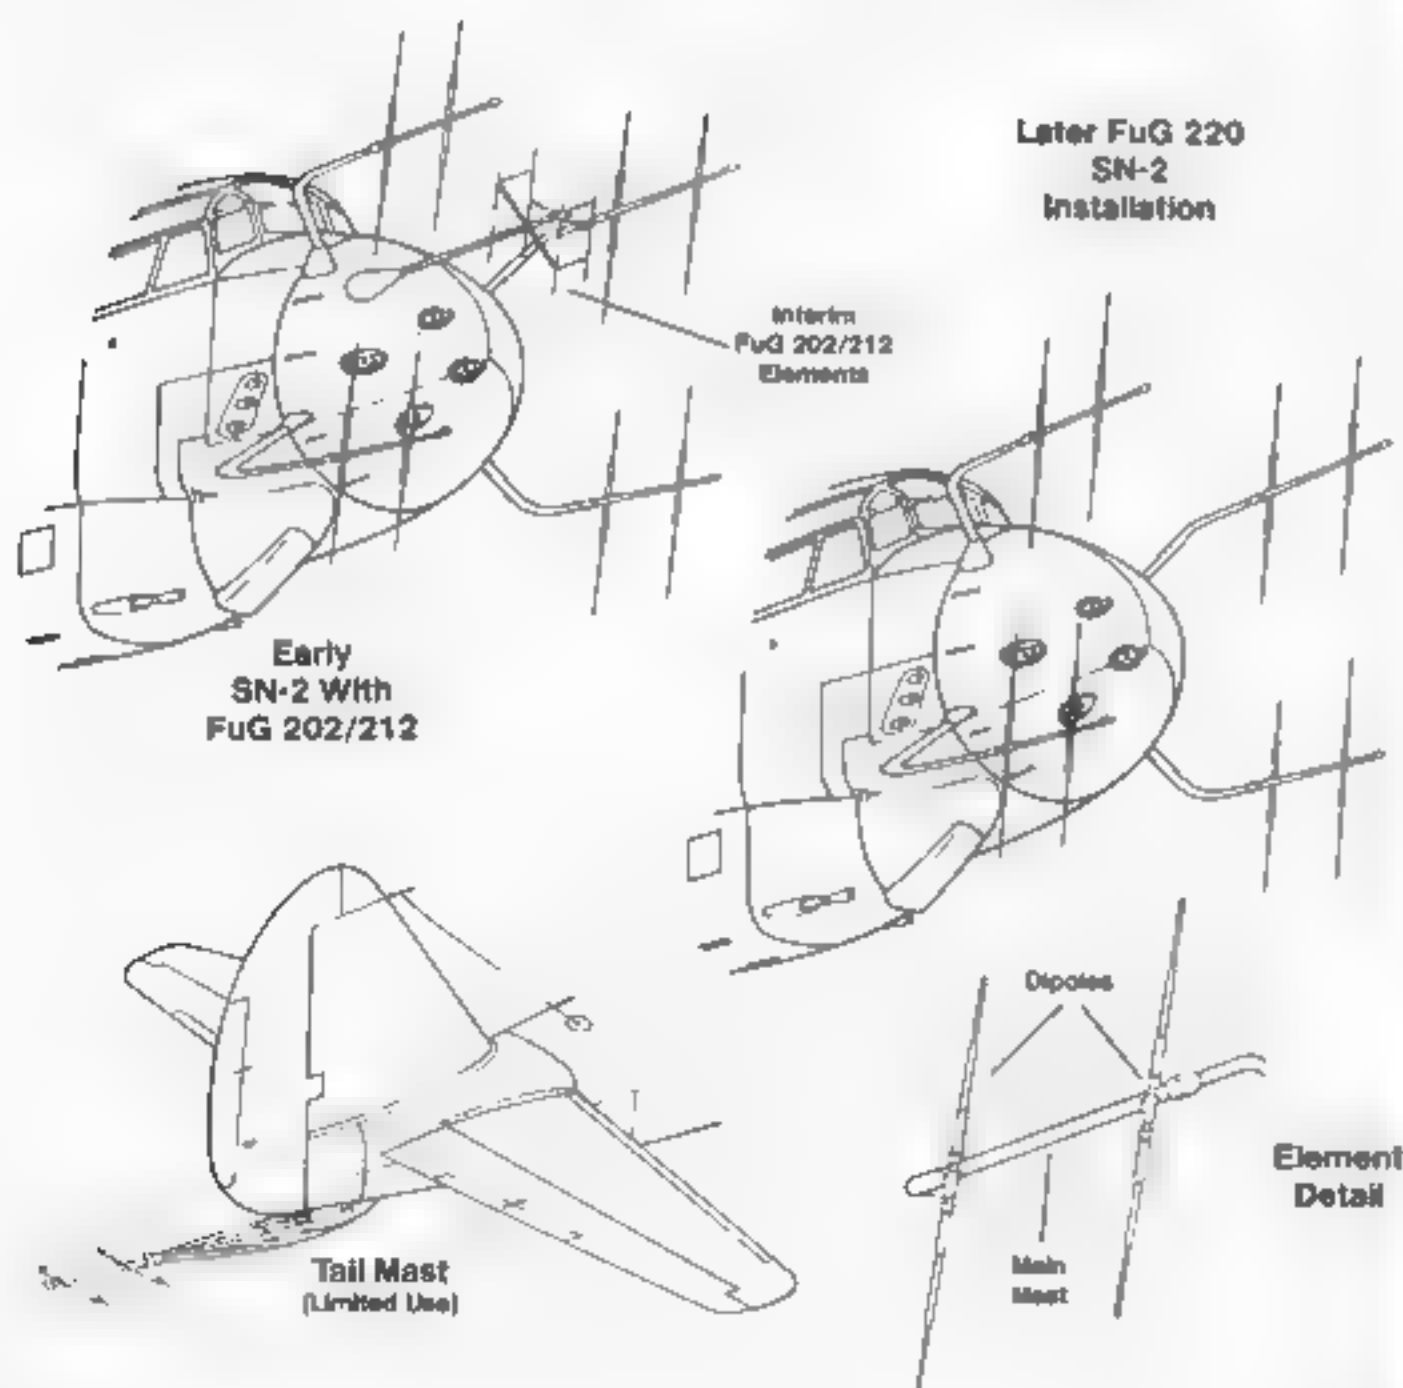 Later FuG 220
SN-2
Installation
Interim
FuG 202/212
Elements
Early
SN-2 With
FuG 202/212
Dipoles
Element
Detail
Main
Mast
Tail Mast
(Limited Use)